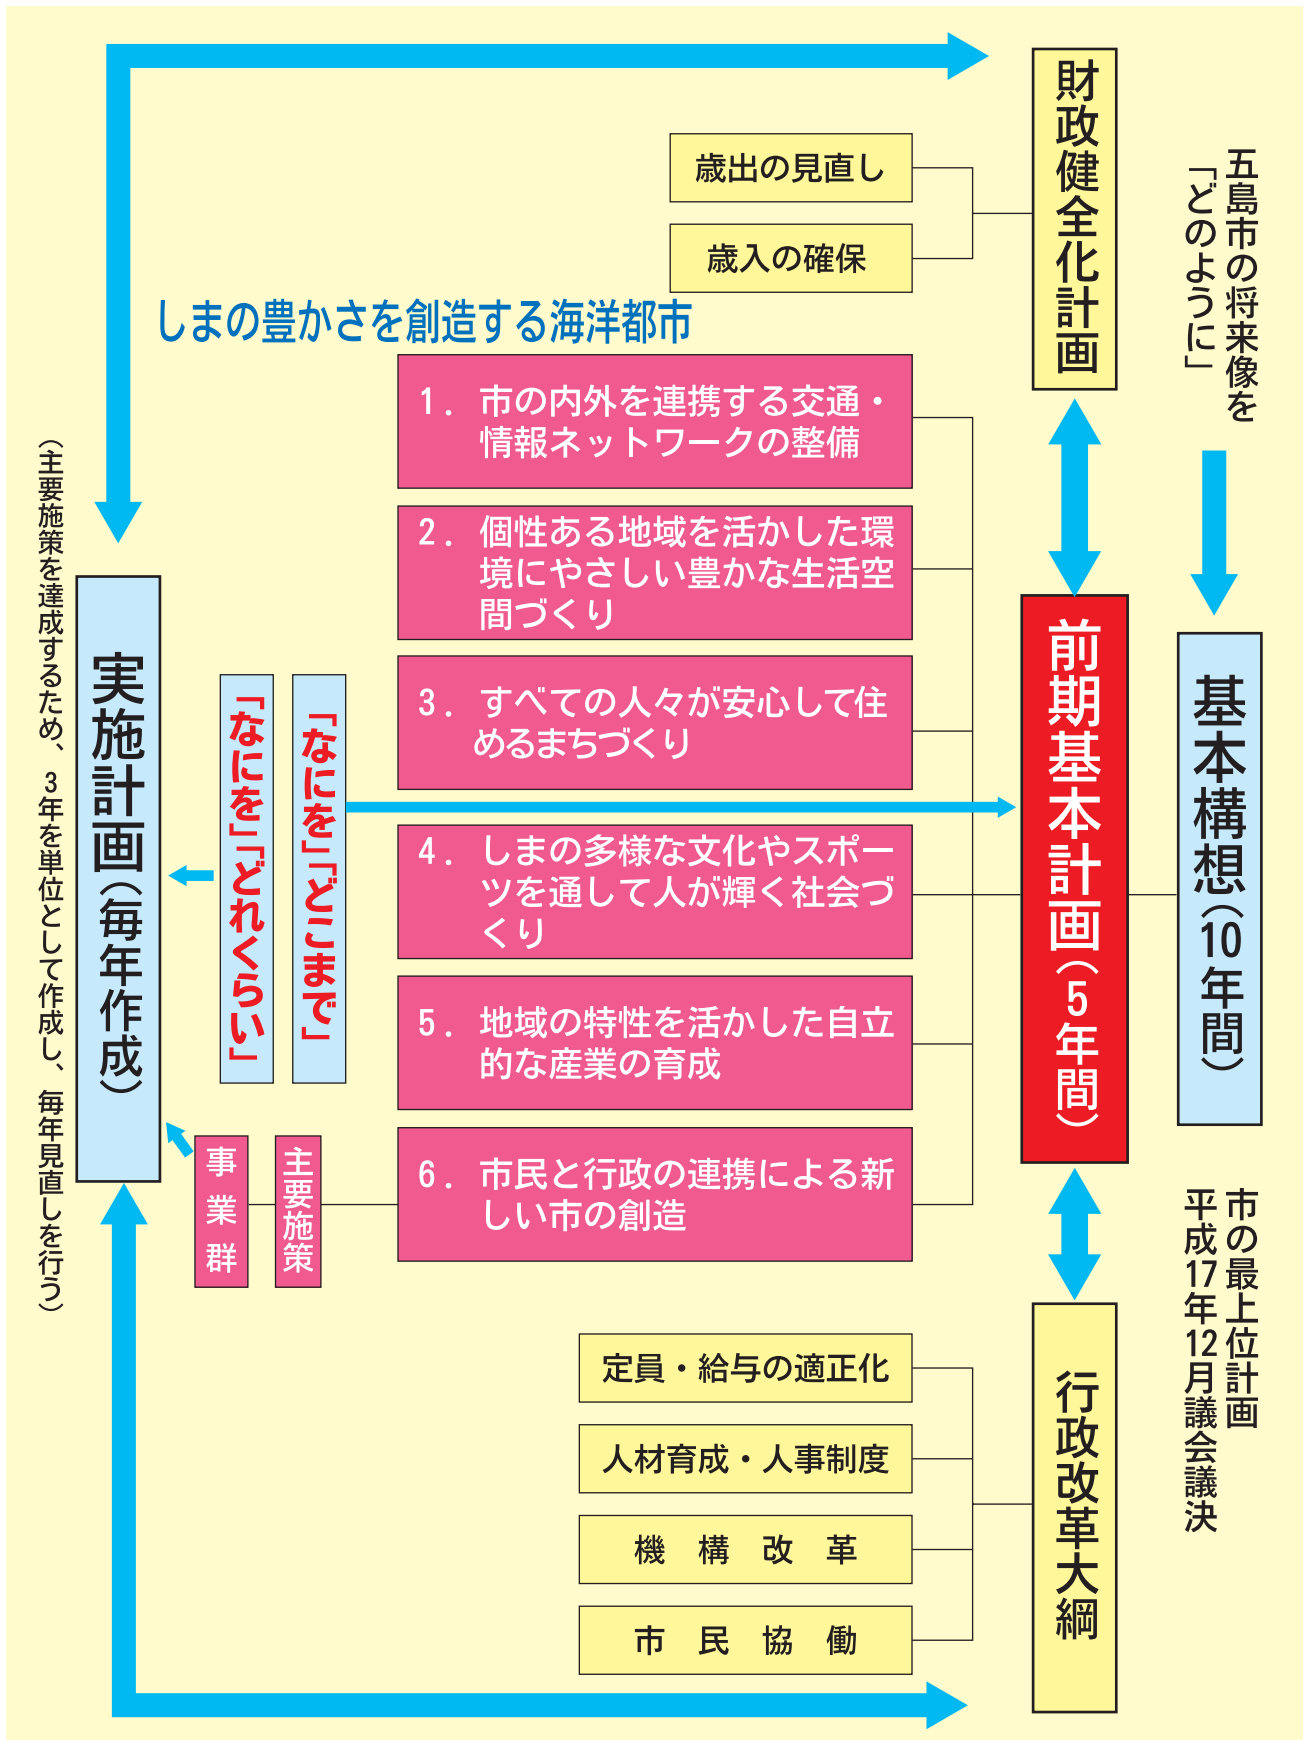 五島市の将来像を
「どのように」
基本構想（10年間）
市の最上位計画
平成17年12月議会議決
財政健全化計画
歳出の見直し
歳入の確保
前期基本計画（5年間）
しまの豊かさを創造する海洋都市
1．市の内外を連携する交通・
情報ネットワークの整備
2．個性ある地域を活かした環
境にやさしい豊かな生活空
間づくり
3．すべての人々が安心して住
めるまちづくり
4．しまの多様な文化やスポー
ツを通して人が輝く社会づ
くり
5．地域の特性を活かした自立
的な産業の育成
6．市民と行政の連携による新
しい市の創造
行政改革大綱
定員・給与の適正化
人材育成・人事制度
機　構　改　革
市　民　協　働
「なにを」「どこまで」
「なにを」「どれくらい」
主要施策
事業群
実施計画（毎年作成）
（主要施策を達成するため、3年を単位として作成し、毎年見直しを行う）